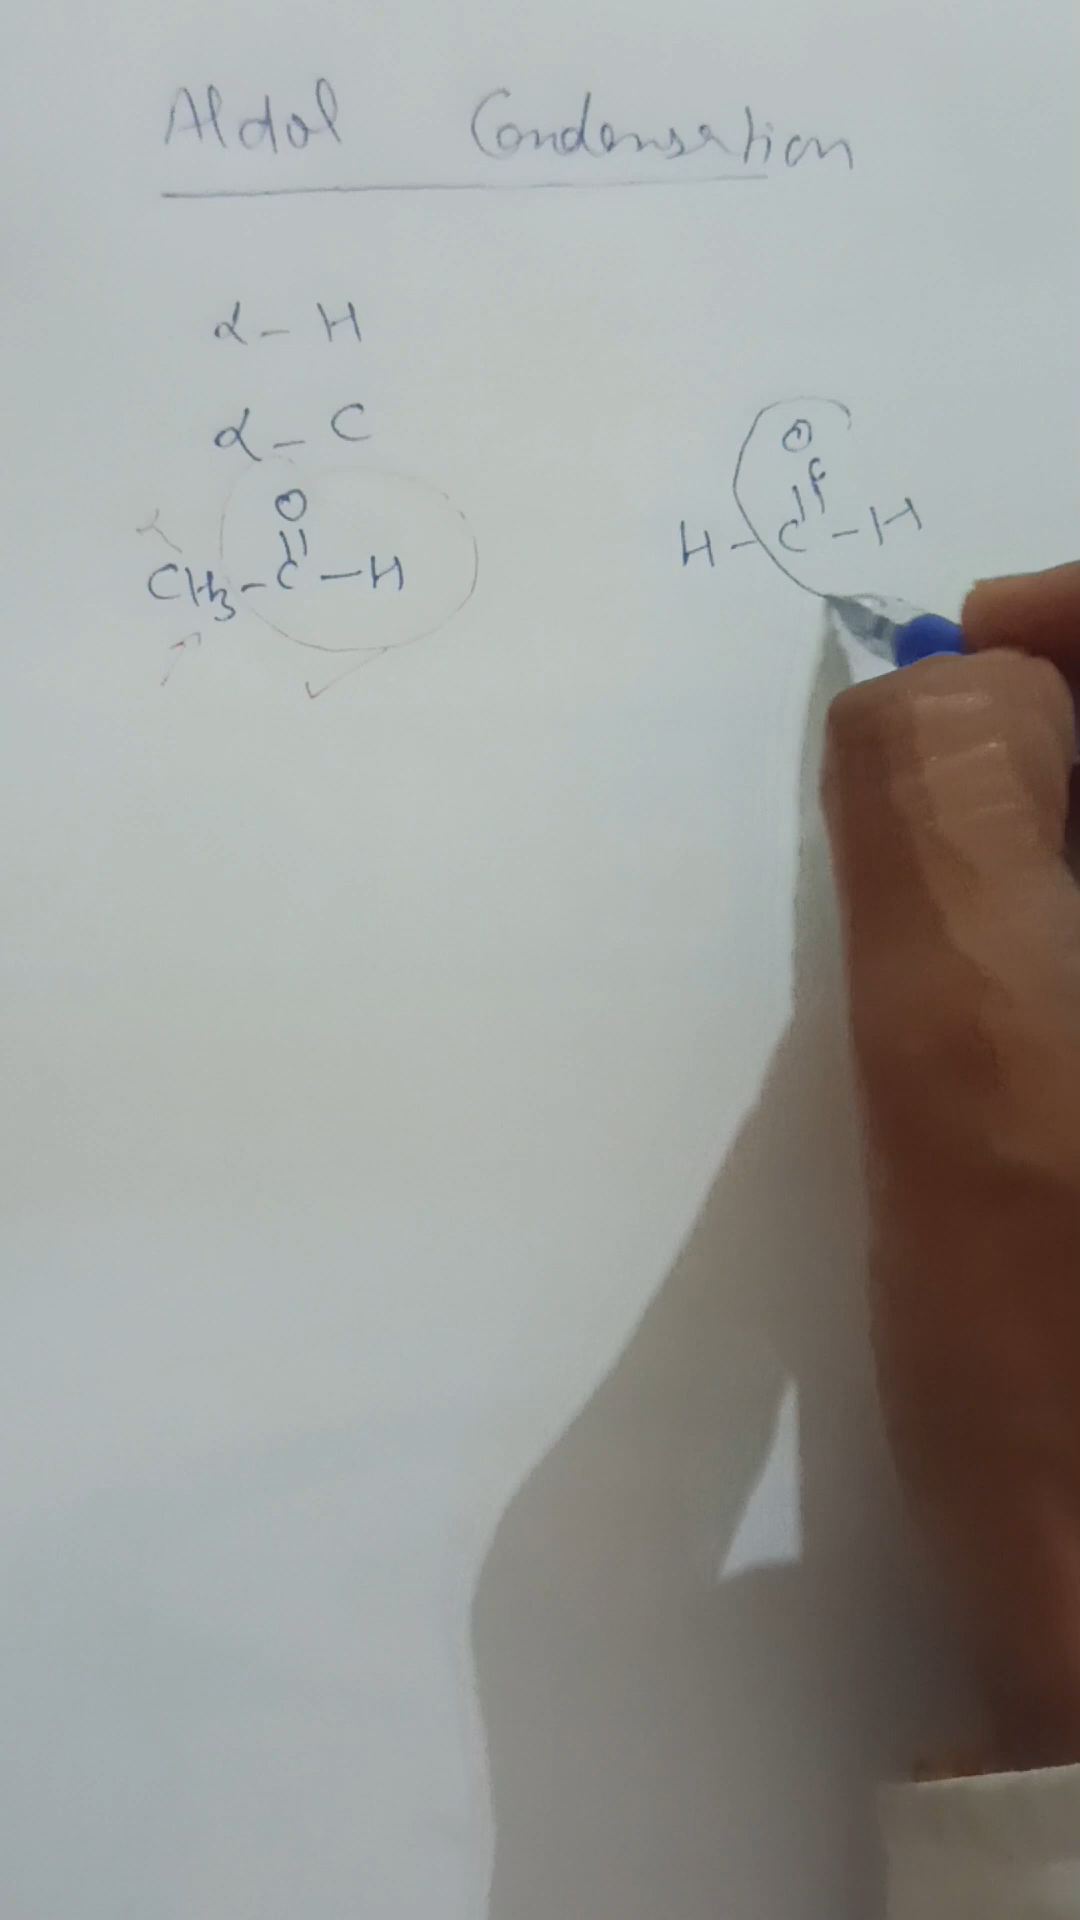 Aldol Condensation
α - H
α - C
O
||
CH3 - C - H
α
O
||
H - C - H